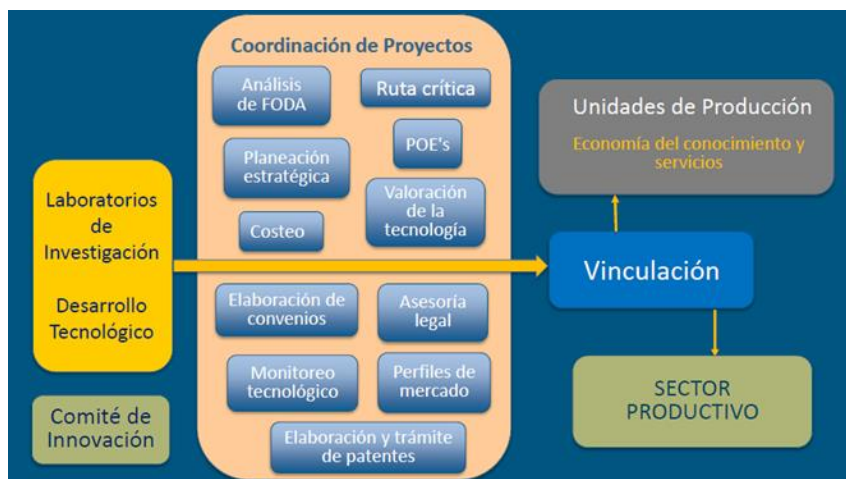 Coordinación de Proyectos
Análisis
de FODA
Ruta crítica
Planeación
estratégica
POE's
Costeo
Valoración
de la
tecnología
Laboratorios
de
Investigación
Desarrollo
Tecnológico
Elaboración de
convenios
Asesoría
legal
Monitoreo
tecnológico
Perfiles de
mercado
Elaboración y trámite
de patentes
Comité de
Innovación
Unidades de Producción
Economía del conocimiento y
servicios
Vinculación
SECTOR
PRODUCTIVO